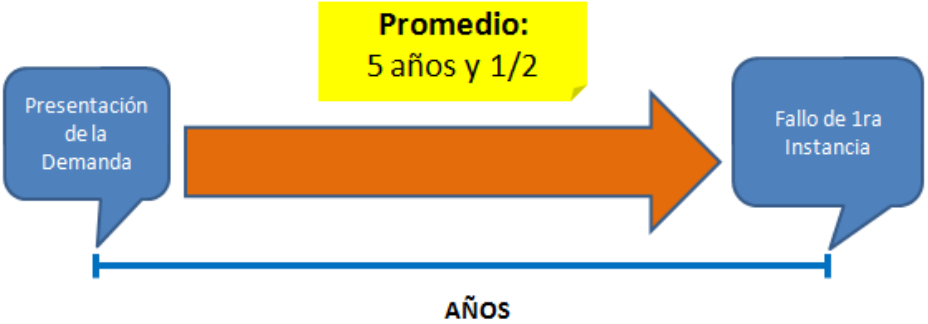 Promedio:
5 años y 1/2
Presentación
de la
Demanda
Fallo de 1ra
Instancia
AÑOS